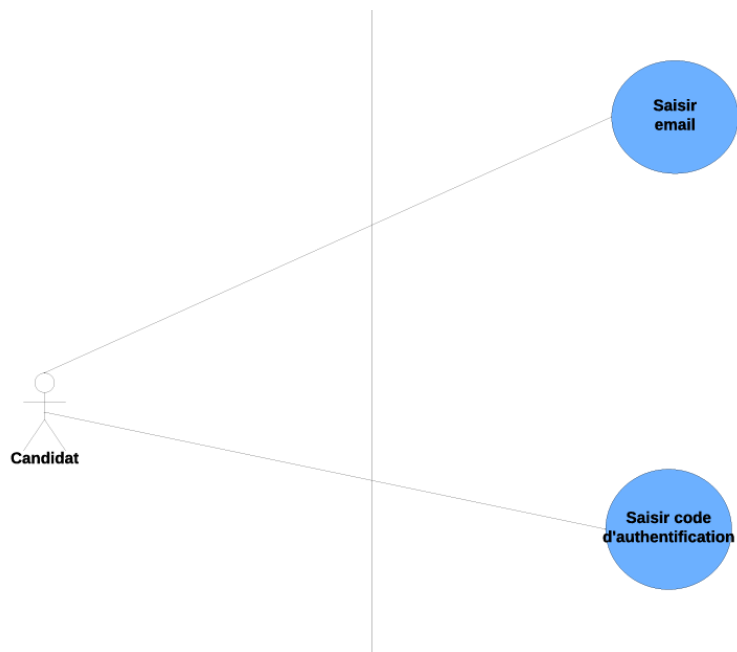 Saisir
email
Candidat
Saisir code
d'authentification